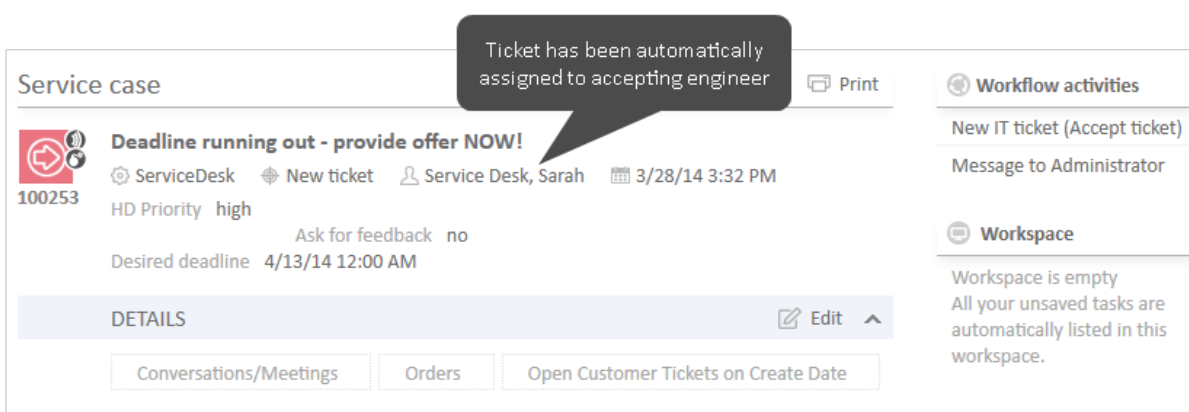 Ticket has been automatically
assigned to accepting engineer
Service case
Print
Deadline running out - provide offer NOW!
ServiceDesk New ticket Service Desk, Sarah 3/28/14 3:32 PM
100253
HD Priority high
Ask for feedback no
Desired deadline 4/13/14 12:00 AM
DETAILS Edit
Conversations/Meetings Orders Open Customer Tickets on Create Date
Workflow activities
New IT ticket (Accept ticket)
Message to Administrator
Workspace
Workspace is empty
All your unsaved tasks are
automatically listed in this
workspace.